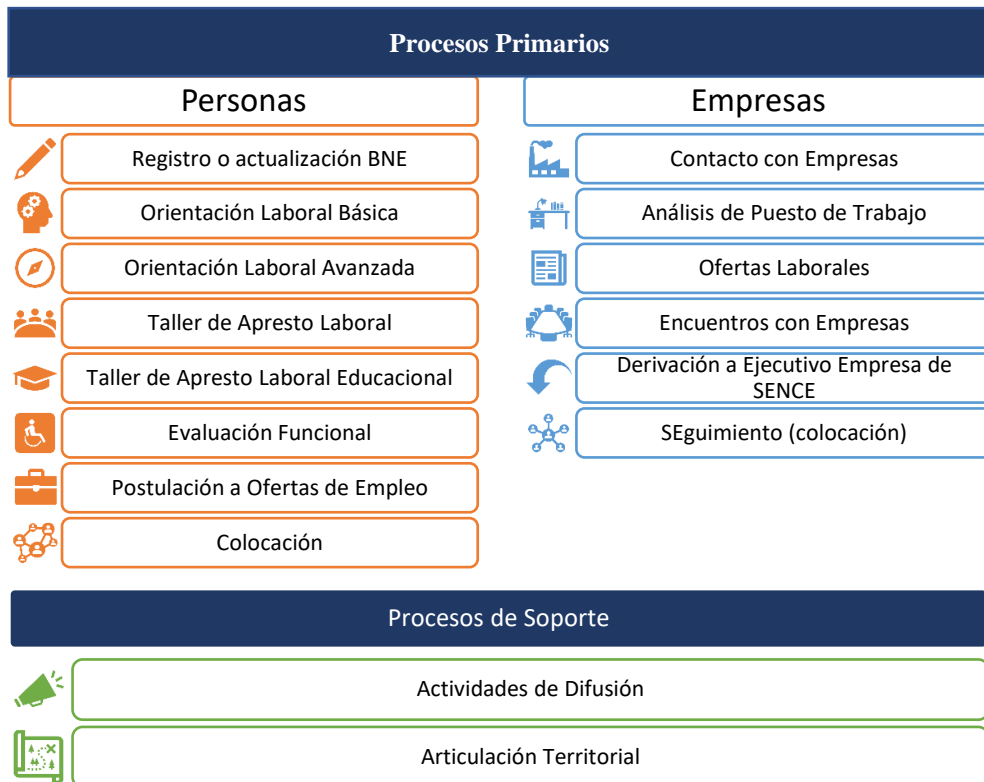 Procesos Primarios
Personas
Registro o actualización BNE
Orientación Laboral Básica
Orientación Laboral Avanzada
Taller de Apresto Laboral
Taller de Apresto Laboral Educacional
Evaluación Funcional
Postulación a Ofertas de Empleo
Colocación
Empresas
Contacto con Empresas
Análisis de Puesto de Trabajo
Ofertas Laborales
Encuentros con Empresas
Derivación a Ejecutivo Empresa de
SENCE
SEguimiento (colocación)
Procesos de Soporte
Actividades de Difusión
Articulación Territorial